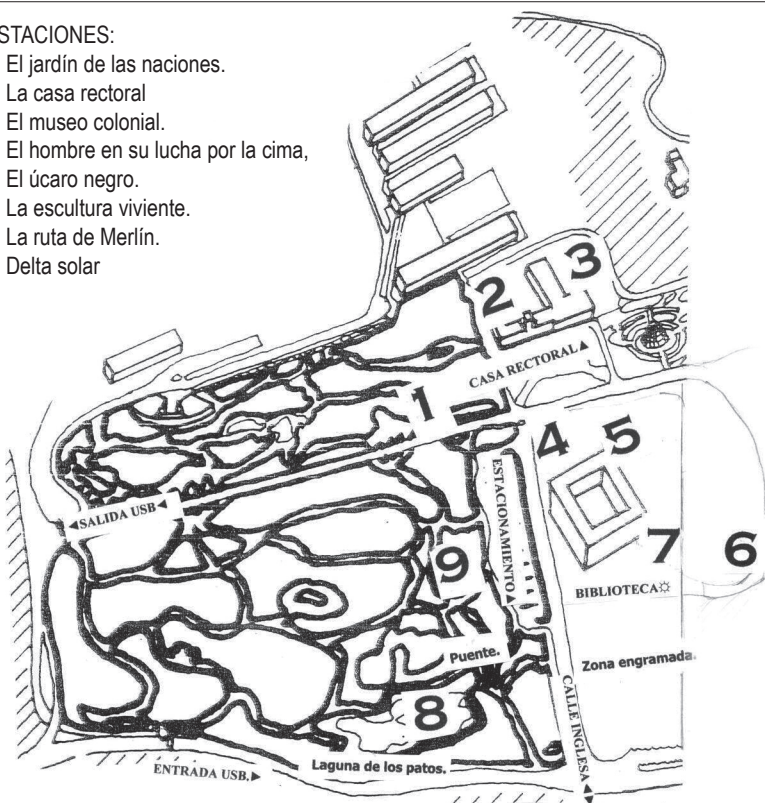 STACIONES:
El jardín de las naciones.
La casa rectoral
El museo colonial.
El hombre en su lucha por la cima,
El úcaro negro.
La escultura viviente.
La ruta de Merlín.
Delta solar
2
3
CASA RECTORAL▲
1
4
5
ESTACIONAMIENTO▲
◄SALIDA USB◄
9
7
6
BIBLIOTECA☼
Puente.
Zona engramada.
8
CALLE INGLESA▲
ENTRADA USB.►
Laguna de los patos.